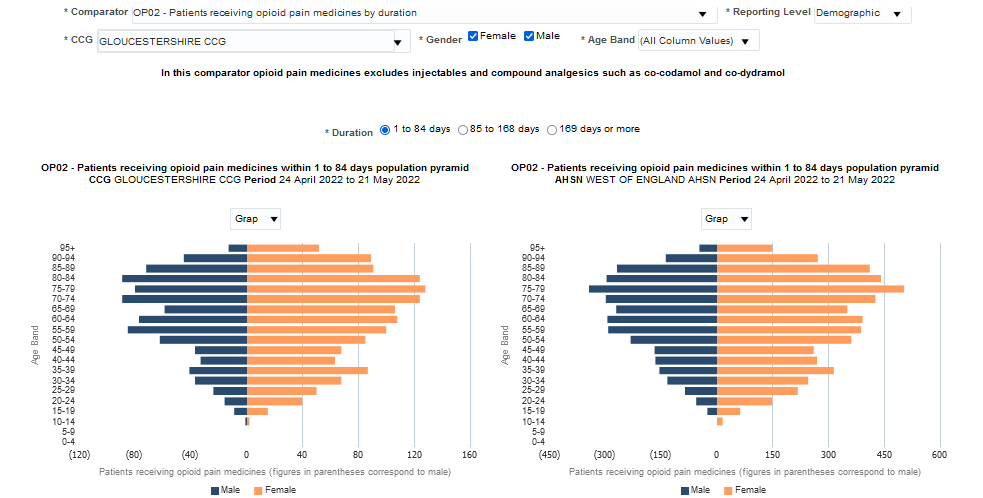 * Comparator OP02 - Patients receiving opioid pain medicines by duration * Reporting Level Demographic
* CCG GLOUCESTERSHIRE CCG * Gender Female Male * Age Band (All Column Values)
In this comparator opioid pain medicines excludes injectables and compound analgesics such as co-codamol and co-dydramol
* Duration 1 to 84 days 85 to 168 days 169 days or more
OP02 - Patients receiving opioid pain medicines within 1 to 84 days population pyramid
CCG GLOUCESTERSHIRE CCG Period 24 April 2022 to 21 May 2022
Grap
95+
90-94
85-89
80-84
75-79
70-74
65-69
60-64
55-59
50-54
45-49
40-44
35-39
30-34
25-29
20-24
15-19
10-14
5-9
0-4
Age Band
(120) (80) (40) 0 40 80 120 160
Patients receiving opioid pain medicines (figures in parentheses correspond to male)
Male Female
OP02 - Patients receiving opioid pain medicines within 1 to 84 days population pyramid
AHSN WEST OF ENGLAND AHSN Period 24 April 2022 to 21 May 2022
Grap
95+
90-94
85-89
80-84
75-79
70-74
65-69
60-64
55-59
50-54
45-49
40-44
35-39
30-34
25-29
20-24
15-19
10-14
5-9
0-4
Age Band
(450) (300) (150) 0 150 300 450 600
Patients receiving opioid pain medicines (figures in parentheses correspond to male)
Male Female